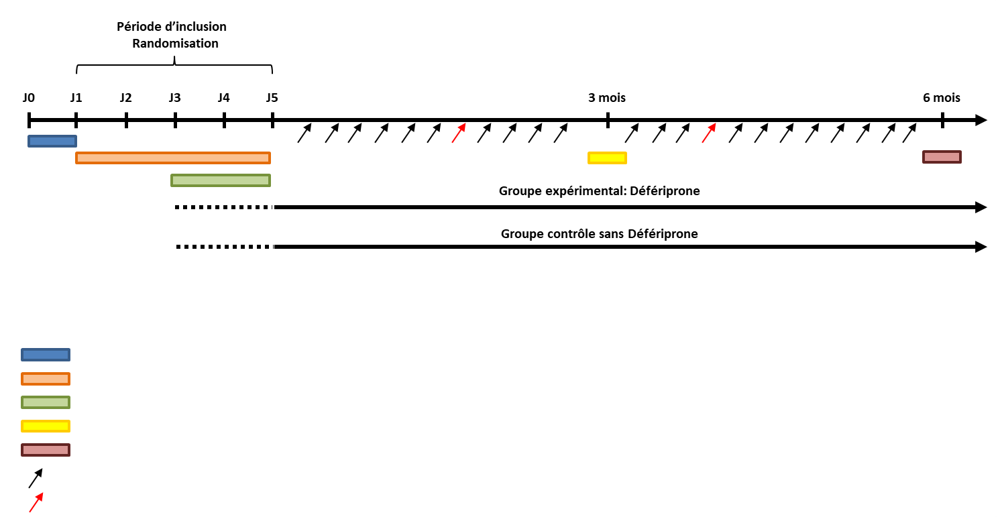 Période d’inclusion
Randomisation
J0 J1 J2 J3 J4 J5 3 mois 6 mois
Groupe expérimental: Défériprone
Groupe contrôle sans Défériprone